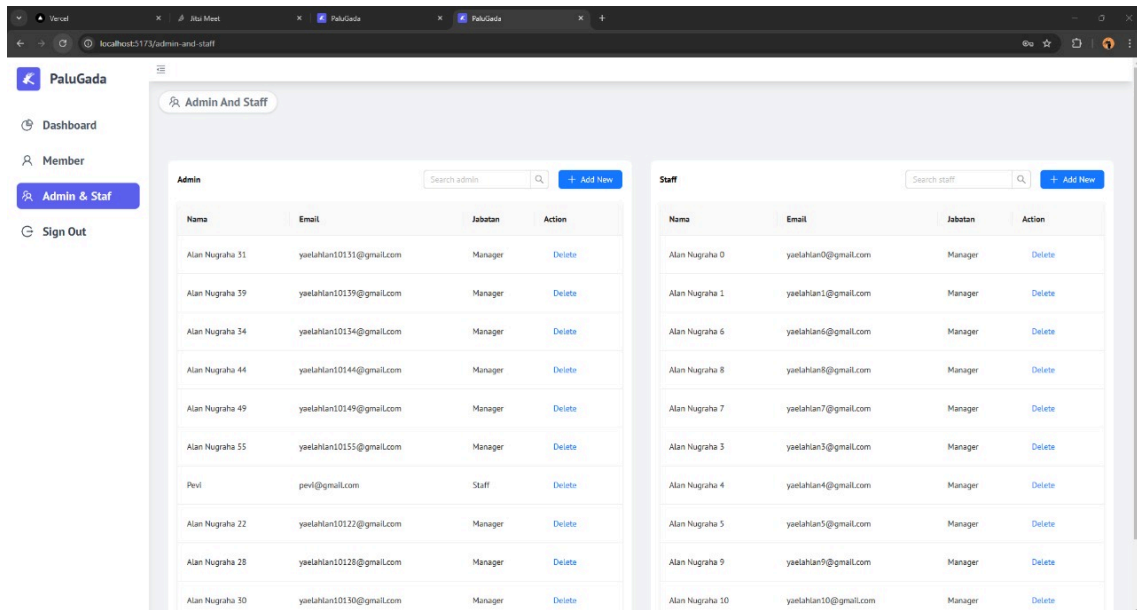 Vercel
Jitsi Meet
PaluGada
PaluGada
localhost:5173/admin-and-staff
PaluGada
Admin And Staff
Dashboard
Member
Admin & Staf
Sign Out
Admin
Search admin
+ Add New
Nama Email Jabatan Action
Alan Nugraha 31 yaelahlan10131@gmail.com Manager Delete
Alan Nugraha 39 yaelahlan10139@gmail.com Manager Delete
Alan Nugraha 34 yaelahlan10134@gmail.com Manager Delete
Alan Nugraha 44 yaelahlan10144@gmail.com Manager Delete
Alan Nugraha 49 yaelahlan10149@gmail.com Manager Delete
Alan Nugraha 55 yaelahlan10155@gmail.com Manager Delete
Pevi pevi@gmail.com Staff Delete
Alan Nugraha 22 yaelahlan10122@gmail.com Manager Delete
Alan Nugraha 28 yaelahlan10128@gmail.com Manager Delete
Alan Nugraha 30 yaelahlan10130@gmail.com Manager Delete
Staff
Search staff
+ Add New
Nama Email Jabatan Action
Alan Nugraha 0 yaelahlan0@gmail.com Manager Delete
Alan Nugraha 1 yaelahlan1@gmail.com Manager Delete
Alan Nugraha 6 yaelahlan6@gmail.com Manager Delete
Alan Nugraha 8 yaelahlan8@gmail.com Manager Delete
Alan Nugraha 7 yaelahlan7@gmail.com Manager Delete
Alan Nugraha 3 yaelahlan3@gmail.com Manager Delete
Alan Nugraha 4 yaelahlan4@gmail.com Manager Delete
Alan Nugraha 5 yaelahlan5@gmail.com Manager Delete
Alan Nugraha 9 yaelahlan9@gmail.com Manager Delete
Alan Nugraha 10 yaelahlan10@gmail.com Manager Delete